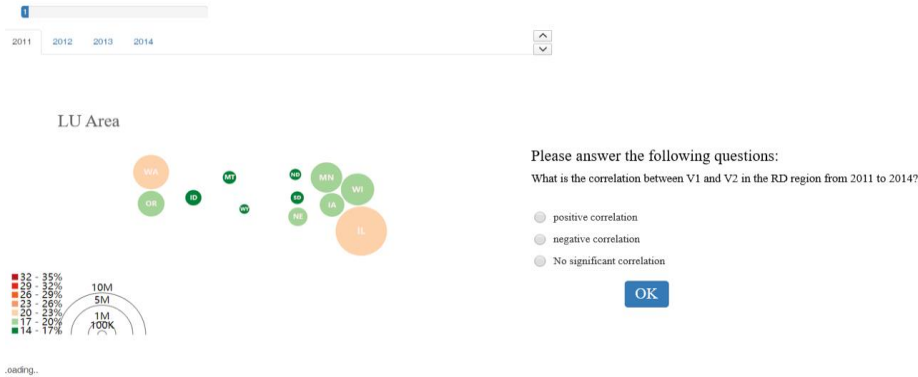 1
2011 2012 2013 2014
LU Area
WA
MT
ND
MN
WI
OR
ID
SD
IA
WY
NE
IL
Please answer the following questions:
What is the correlation between V1 and V2 in the RD region from 2011 to 2014?
positive correlation
negative correlation
No significant correlation
OK
32 - 35%
29 - 32%
26 - 29%
23 - 26%
20 - 23%
17 - 20%
14 - 17%
10M
5M
1M
100K
.oading..